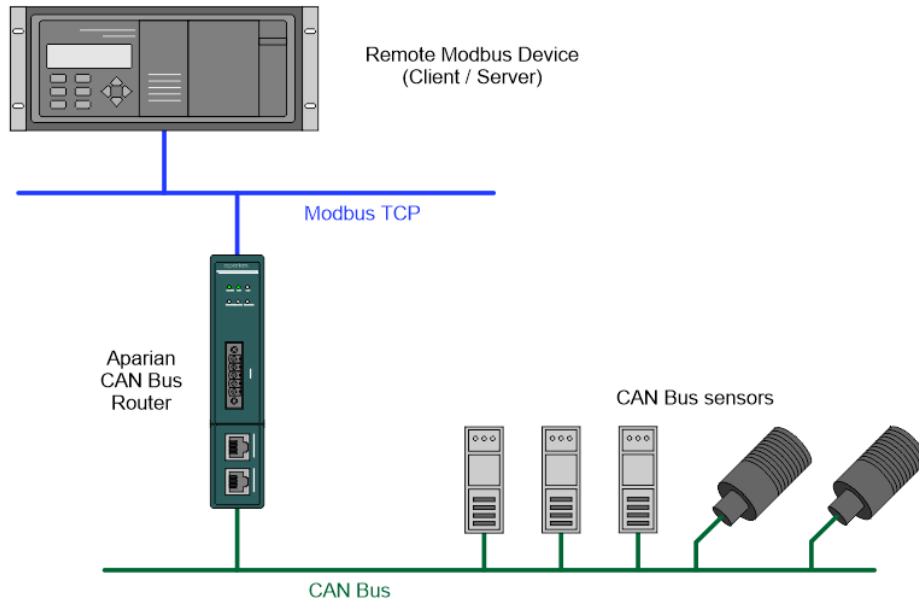 Remote Modbus Device
(Client / Server)
Modbus TCP
Aparian
CAN Bus
Router
CAN Bus sensors
CAN Bus